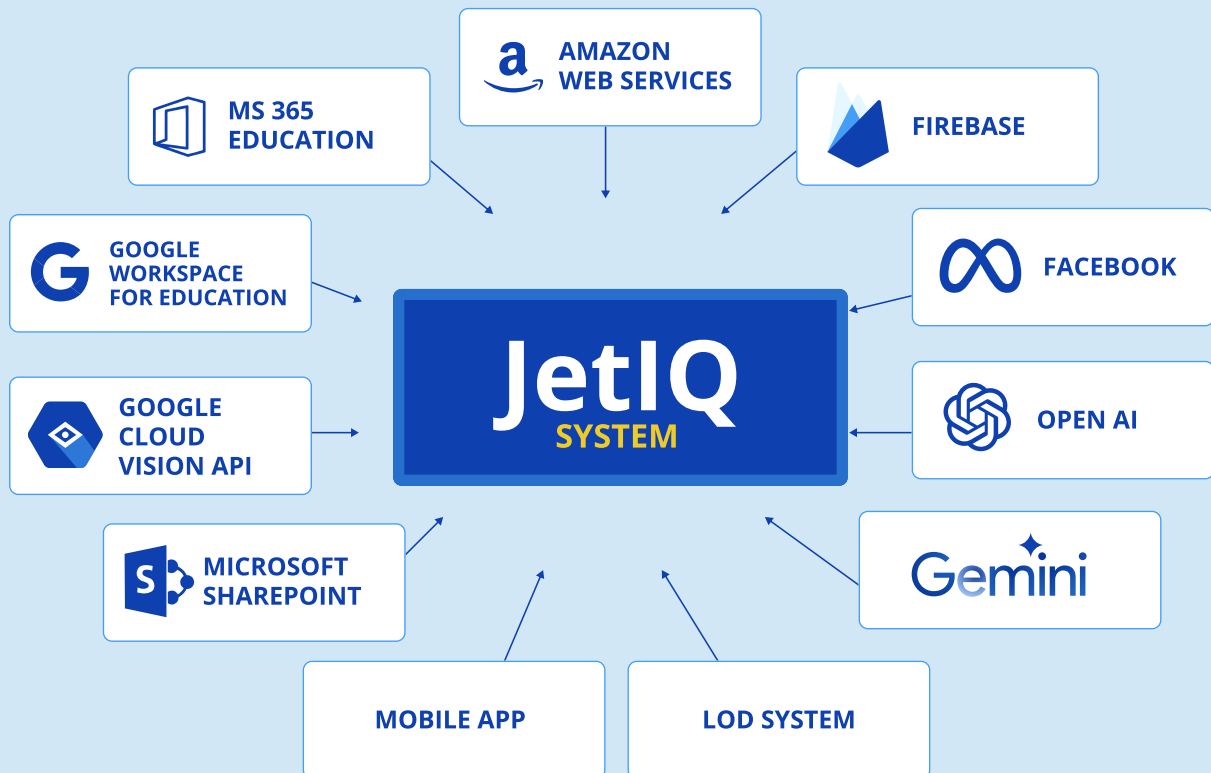 AMAZON
WEB SERVICES
MS 365
EDUCATION
FIREBASE
GOOGLE
WORKSPACE
FOR EDUCATION
FACEBOOK
JetIQ
SYSTEM
GOOGLE
CLOUD
VISION API
OPEN AI
MICROSOFT
SHAREPOINT
Gemini
MOBILE APP
LOD SYSTEM